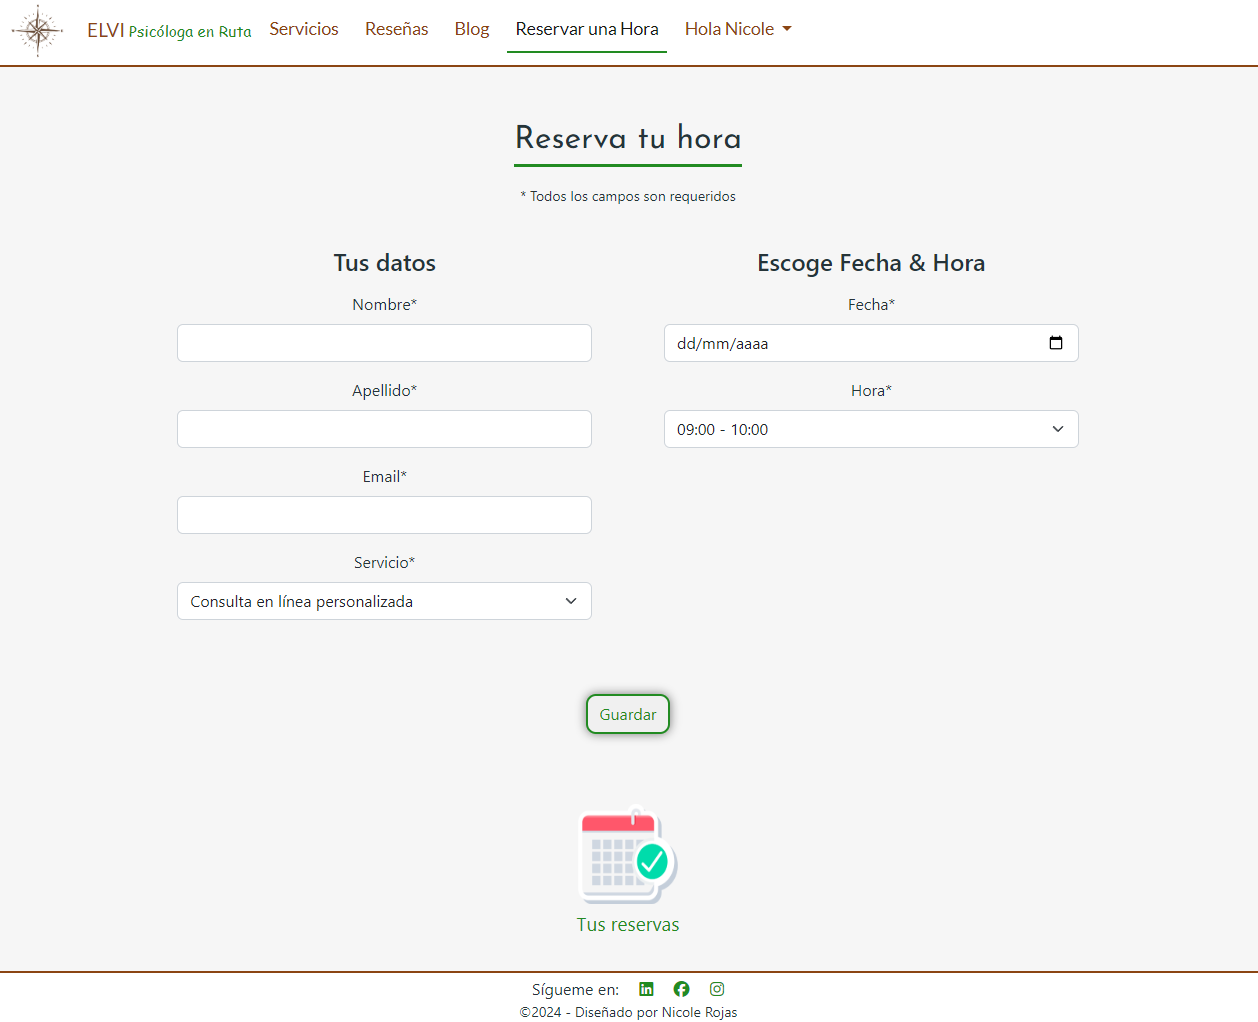 ELVI Psicóloga en Ruta Servicios Reseñas Blog Reservar una Hora Hola Nicole
Reserva tu hora
* Todos los campos son requeridos
Tus datos
Nombre*
Apellido*
Email*
Servicio*
Consulta en línea personalizada
Escoge Fecha & Hora
Fecha*
dd/mm/aaaa
Hora*
09:00 - 10:00
Guardar
Tus reservas
Sígueme en:
©2024 - Diseñado por Nicole Rojas